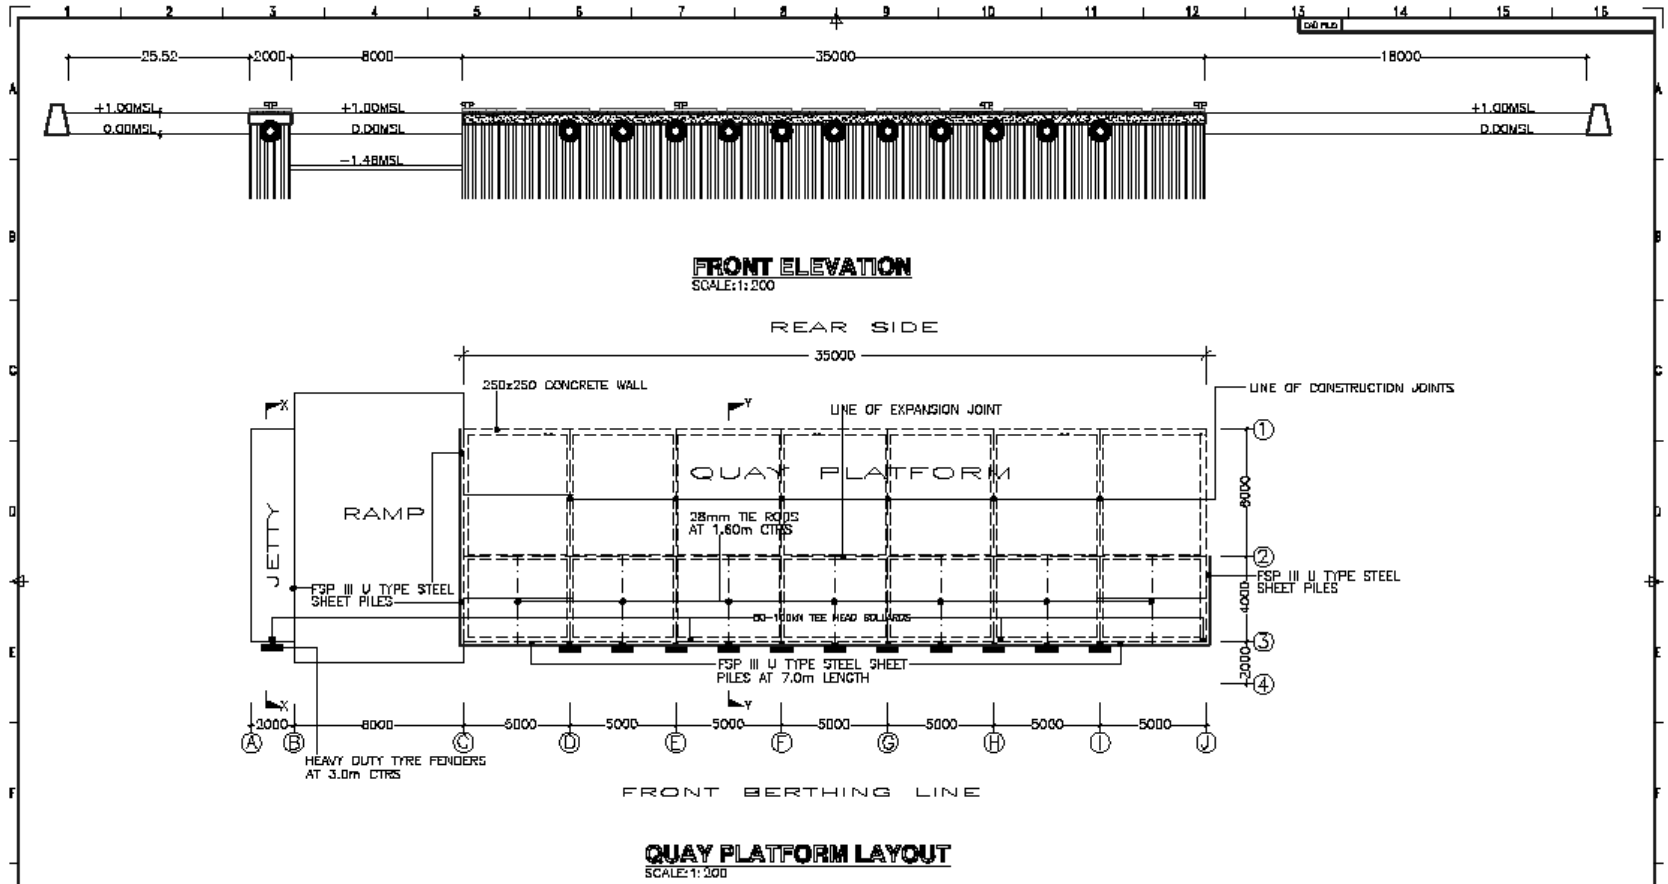 1 2 3 4 5 6 7 8 9 10 11 12 13 14 15 16
CAD FILE:
25.52 2000 8000 35000 18000
A A
+1.00MSL +1.00MSL +1.00MSL
0.00MSL 0.00MSL 0.00MSL
-1.48MSL
B B
FRONT ELEVATION
SCALE:1:200
REAR SIDE
35000
C C
250x250 CONCRETE WALL
LINE OF CONSTRUCTION JOINTS
X Y
LINE OF EXPANSION JOINT
1
QUAY PLATFORM
6000
D D
JETTY
RAMP
28mm TIE RODS
AT 1.60m CTRS
2
FSP III U TYPE STEEL
SHEET PILES
FSP III U TYPE STEEL
SHEET PILES
4000
TEE HEAD BOLLARDS
3
E E
FSP III U TYPE STEEL SHEET
PILES AT 7.0m LENGTH
2000
4
X Y
2000 8000 5000 5000 5000 5000 5000 5000 5000
A B C D E F G H I J
HEAVY DUTY TYRE FENDERS
AT 3.0m CTRS
FRONT BERTHING LINE
F F
QUAY PLATFORM LAYOUT
SCALE:1:200